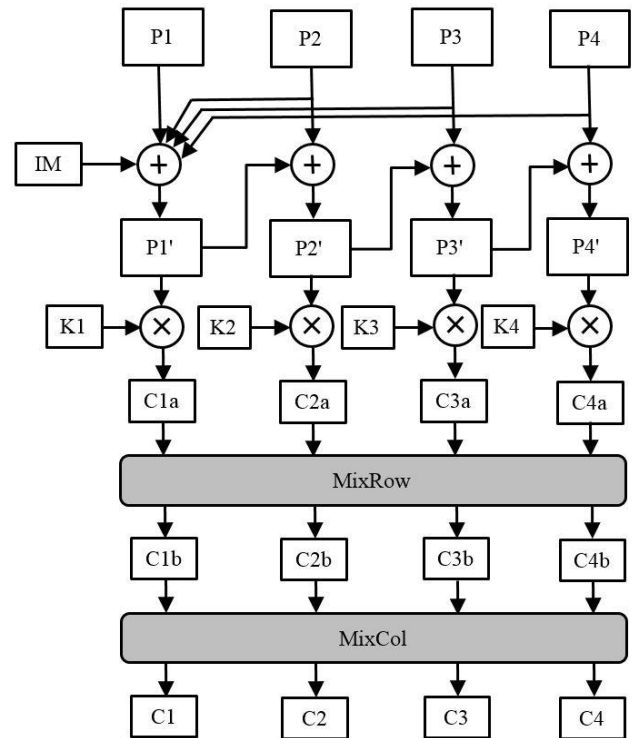 P1 P2 P3 P4
IM + + + +
P1' P2' P3' P4'
K1 × K2 × K3 × K4 ×
C1a C2a C3a C4a
MixRow
C1b C2b C3b C4b
MixCol
C1 C2 C3 C4